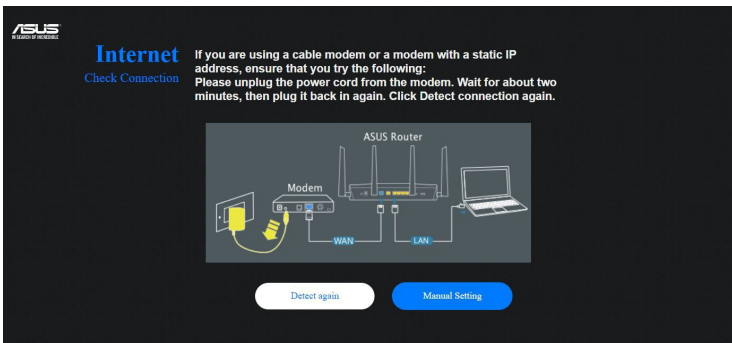 ASUS
IN SEARCH OF INCREDIBLE
Internet
Check Connection
If you are using a cable modem or a modem with a static IP
address, ensure that you try the following:
Please unplug the power cord from the modem. Wait for about two
minutes, then plug it back in again. Click Detect connection again.
ASUS Router
Modem
WAN
LAN
Detect again
Manual Setting